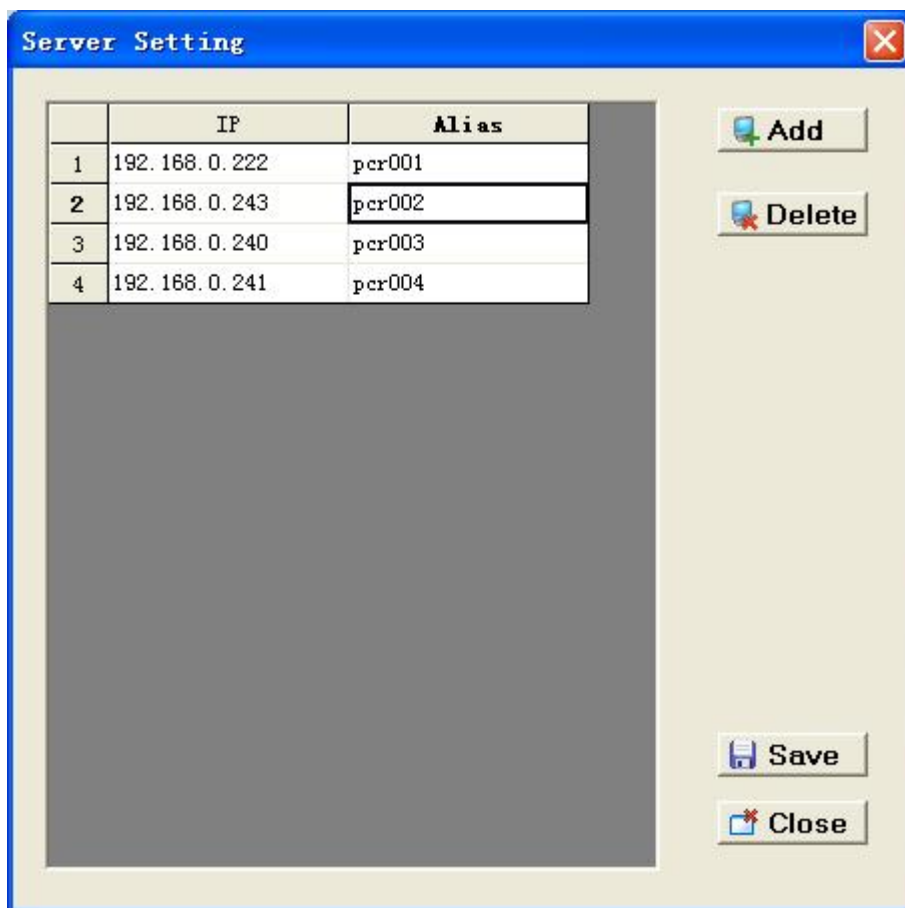 Server Setting
IP Alias
1 192.168.0.222 pcr001
2 192.168.0.243 pcr002
3 192.168.0.240 pcr003
4 192.168.0.241 pcr004
Add
Delete
Save
Close